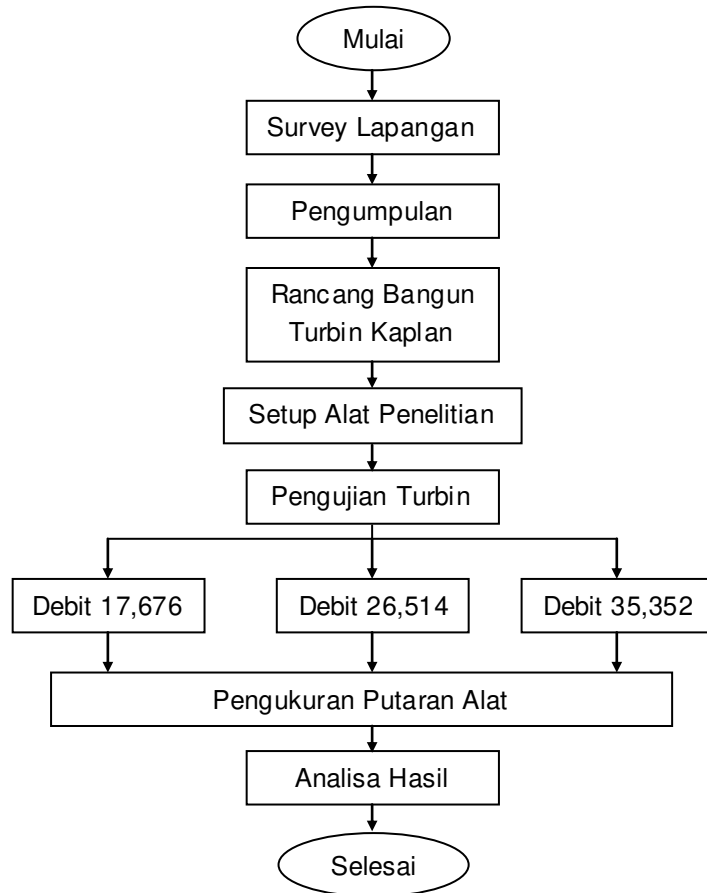 Mulai
Survey Lapangan
Pengumpulan
Rancang Bangun
Turbin Kaplan
Setup Alat Penelitian
Pengujian Turbin
Debit 17,676
Debit 26,514
Debit 35,352
Pengukuran Putaran Alat
Analisa Hasil
Selesai